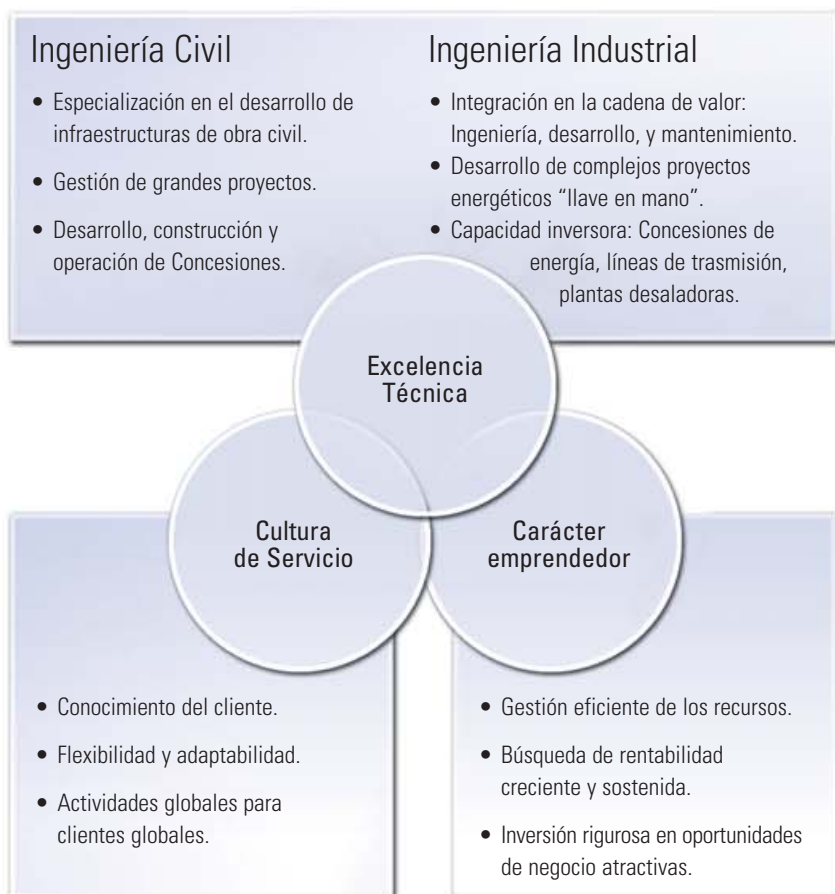 Ingeniería Civil
• Especialización en el desarrollo de
infraestructuras de obra civil.
• Gestión de grandes proyectos.
• Desarrollo, construcción y
operación de Concesiones.
Ingeniería Industrial
• Integración en la cadena de valor:
Ingeniería, desarrollo, y mantenimiento.
• Desarrollo de complejos proyectos
energéticos “llave en mano”.
• Capacidad inversora: Concesiones de
energía, líneas de trasmisión,
plantas desaladoras.
Excelencia
Técnica
Cultura
de Servicio
Carácter
emprendedor
• Conocimiento del cliente.
• Flexibilidad y adaptabilidad.
• Actividades globales para
clientes globales.
• Gestión eficiente de los recursos.
• Búsqueda de rentabilidad
creciente y sostenida.
• Inversión rigurosa en oportunidades
de negocio atractivas.